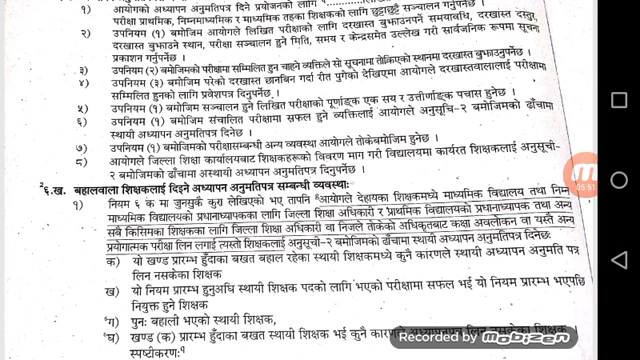 १) आयोगको अध्यापन अनुमतिपत्र दिने प्रयोजनको लागि
परीक्षा प्राथमिक, निम्नमाध्यमिक र माध्यमिक तहका शिक्षकको लागि छुट्टाछुट्टै सञ्चालन गर्नुपर्नेछ ।
२) उपनियम (१) बमोजिम आयोगले लिखित परीक्षाको लागि दरखास्त बुझाउनुपर्ने समयावधि, दरखास्त दस्तुर,
दरखास्त बुझाउने स्थान, परीक्षा सञ्चालन हुने मिति, समय र केन्द्रसमेत उल्लेख गरी सार्वजनिक रूपमा सूचना
प्रकाशन गर्नुपर्नेछ ।
३) उपनियम (२) बमोजिमको परीक्षामा सम्मिलित हुन चाहने व्यक्तिले सो सूचनामा तोकिएको स्थानमा दरखास्त बुझाउनुपर्नेछ ।
४) उपनियम (३) बमोजिम परेको दरखास्त छानबिन गर्दा रीत पुगेको देखिएमा आयोगले दरखास्तवालालाई परीक्षामा
सम्मिलित हुनको लागि प्रवेशपत्र दिनुपर्नेछ ।
५) उपनियम (१) बमोजिम सञ्चालन हुने लिखित परीक्षाको पूर्णाङ्क एक सय र उत्तीर्णाङ्क पचास हुनेछ ।
६) उपनियम (१) बमोजिम संचालित परीक्षामा सफल हुने व्यक्तिलाई आयोगले अनुसूचि-२ बमोजिमको ढाँचामा
स्थायी अध्यापन अनुमतिपत्र दिनेछ ।
७) उपनियम (१) बमोजिमको परीक्षासम्बन्धी अन्य व्यवस्था आयोगले तोकेबमोजिम हुनेछ ।
८) आयोगले जिल्ला शिक्षा कार्यालयबाट शिक्षकहरूको विवरण माग गरी विद्यालयमा कार्यरत शिक्षकलाई अनुसूची-
२ बमोजिमको ढाँचामा अस्थायी अध्यापन अनुमतिपत्र दिनुपर्नेछ ।
६.ख. बहालवाला शिक्षकलाई दिइने अध्यापन अनुमतिपत्र सम्बन्धी व्यवस्थाः
१) नियम ६ क मा जुनसुकै कुरा लेखिएको भए तापनि आयोगले देहायका शिक्षकमध्ये माध्यमिक विद्यालय तथा निम्न
माध्यमिक विद्यालयको प्रधानाध्यापकका लागि जिल्ला शिक्षा अधिकारी र प्राथमिक विद्यालयको प्रधानाध्यापक तथा अन्य
सबै किसिमका शिक्षकका लागि जिल्ला शिक्षा अधिकारी वा निजले तोकेको अधिकृतबाट कक्षा अवलोकन वा यस्तै अन्य
प्रयोगात्मक परीक्षा लिन लगाई त्यस्तो शिक्षकलाई अनुसूची-२ बमोजिमको ढाँचामा स्थायी अध्यापन अनुमतिपत्र दिनेछः
क) यो खण्ड प्रारम्भ हुँदाका बखत बहाल रहेका स्थायी शिक्षकमध्ये कुनै कारणले स्थायी अध्यापन अनुमति पत्र
लिन नसकेका शिक्षक
ख) यो नियम प्रारम्भ हुनुअघि स्थायी शिक्षक पदको लागि भएको परीक्षामा सफल भई यो नियम प्रारम्भ भएपछि
नियुक्त हुने शिक्षक
ग) पुनः बहाली भएको स्थायी शिक्षक,
घ) खण्ड (क) प्रारम्भ हुँदाका बखत स्थायी शिक्षक भई कुनै कारणले
स्पष्टीकरणः
05:51
Recorded by MOBIZEN